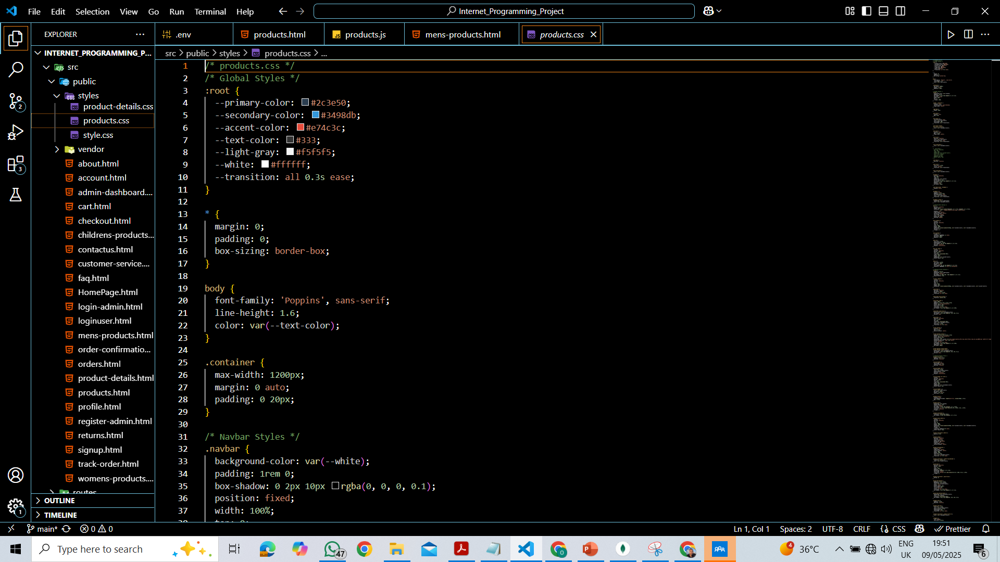 File Edit Selection View Go Run Terminal Help
Internet_Programming_Project
EXPLORER
.env
products.html
products.js
mens-products.html
products.css
INTERNET_PROGRAMMING_P...
src
public
styles
product-details.css
products.css
style.css
vendor
about.html
account.html
admin-dashboard....
cart.html
checkout.html
childrens-products...
contactus.html
customer-service....
faq.html
HomePage.html
login-admin.html
loginuser.html
mens-products.html
order-confirmatio...
orders.html
product-details.html
products.html
profile.html
register-admin.html
returns.html
signup.html
track-order.html
womens-products....
routes
OUTLINE
TIMELINE
2
3
1
src > public > styles > products.css > ...
1 /* products.css */
2 /* Global Styles */
3 :root {
4 --primary-color: #2c3e50;
5 --secondary-color: #3498db;
6 --accent-color: #e74c3c;
7 --text-color: #333;
8 --light-gray: #f5f5f5;
9 --white: #ffffff;
10 --transition: all 0.3s ease;
11 }
12
13 * {
14 margin: 0;
15 padding: 0;
16 box-sizing: border-box;
17 }
18
19 body {
20 font-family: 'Poppins', sans-serif;
21 line-height: 1.6;
22 color: var(--text-color);
23 }
24
25 .container {
26 max-width: 1200px;
27 margin: 0 auto;
28 padding: 0 20px;
29 }
30
31 /* Navbar Styles */
32 .navbar {
33 background-color: var(--white);
34 padding: 1rem 0;
35 box-shadow: 0 2px 10px rgba(0, 0, 0, 0.1);
36 position: fixed;
37 width: 100%;
38 top: 0;
main* 0 0
Ln 1, Col 1 Spaces: 2 UTF-8 CRLF {} CSS Prettier
Type here to search
47
4
36°C
ENG
UK
19:51
09/05/2025
6